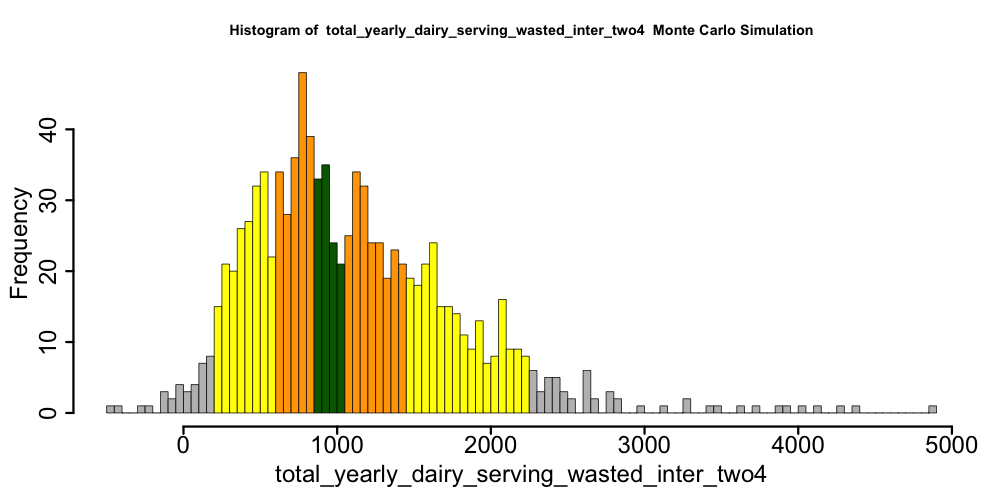 Histogram of  total_yearly_dairy_serving_wasted_inter_two4  Monte Carlo Simulation
Frequency
40
30
20
10
0
0 1000 2000 3000 4000 5000
total_yearly_dairy_serving_wasted_inter_two4